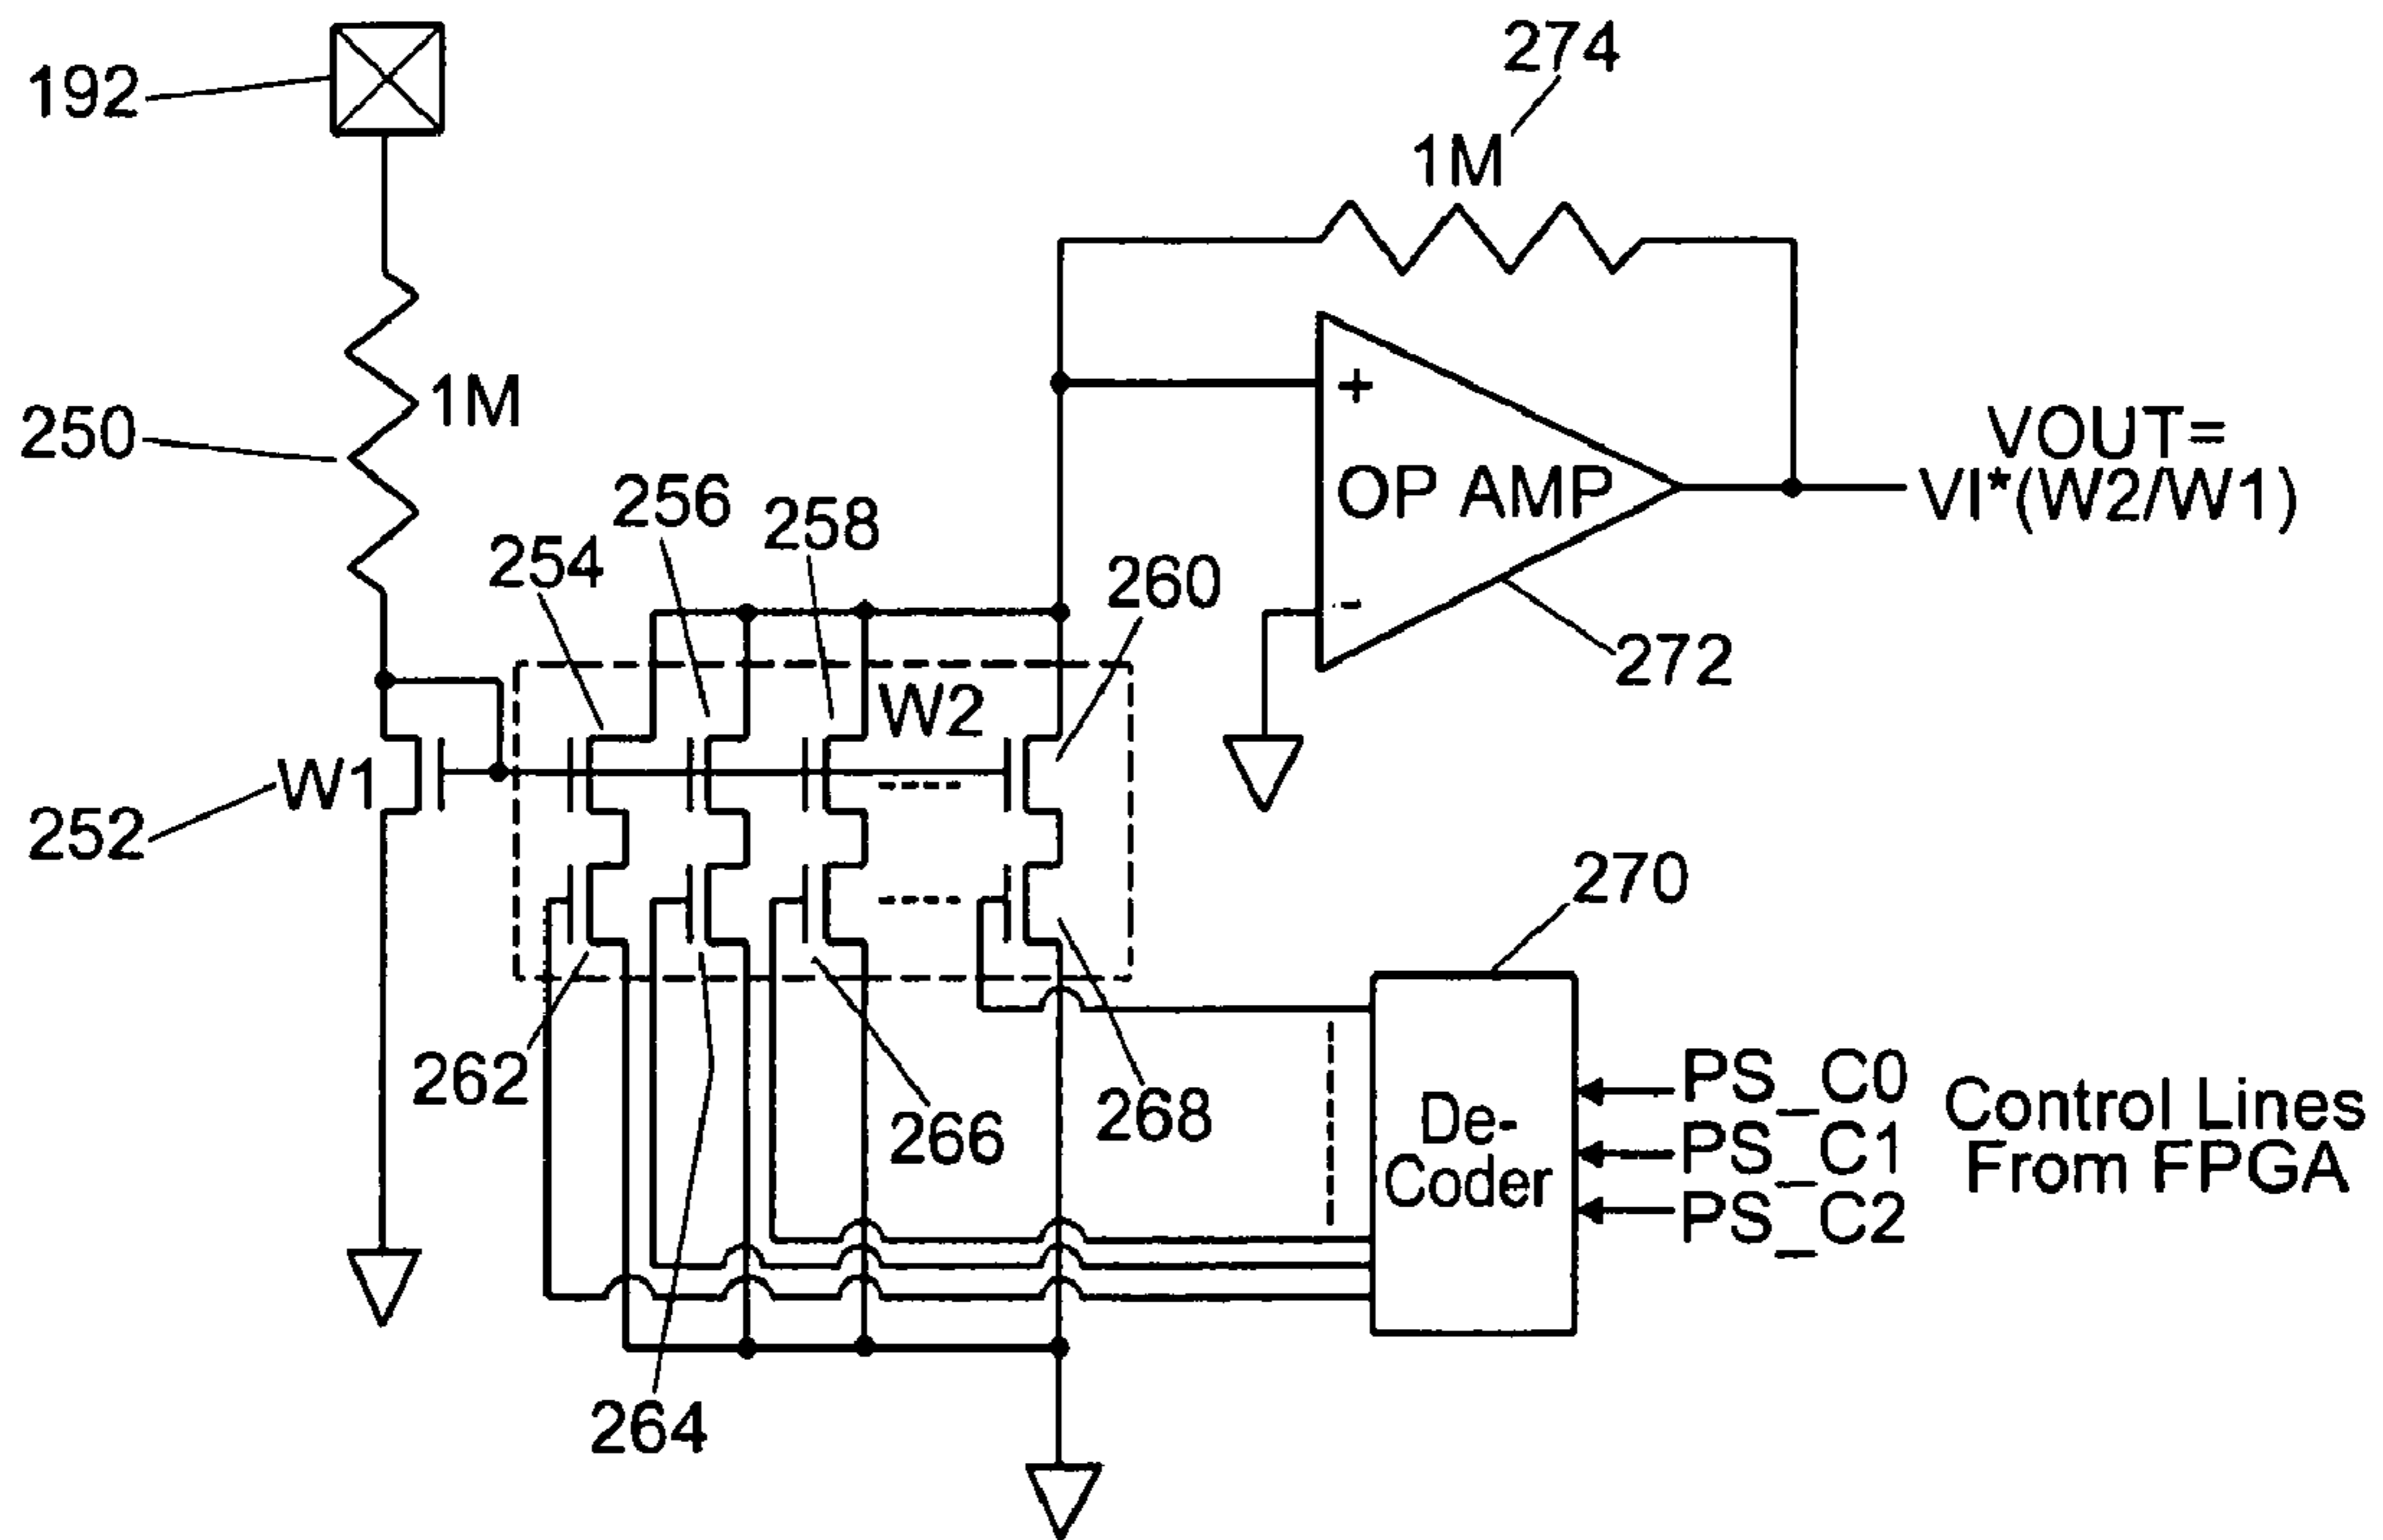 274
192
1M
1M
250
VOUT=
VI*(W2/W1)
+
OP AMP
-
256
258
254
260
272
W2
W1
252
270
262
266
268
De-
Coder
PS_C0
PS_C1
PS_C2
Control Lines
From FPGA
264